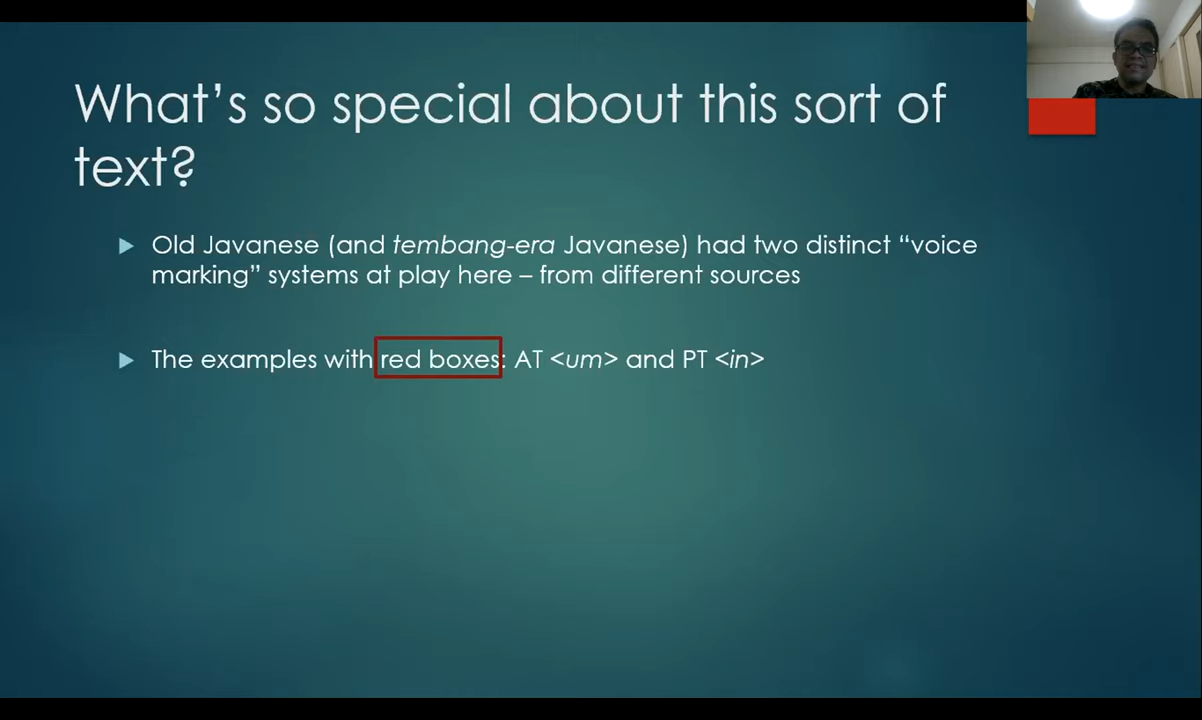 What’s so special about this sort of
text?
Old Javanese (and tembang-era Javanese) had two distinct “voice
marking” systems at play here – from different sources
The examples with red boxes: AT <um> and PT <in>